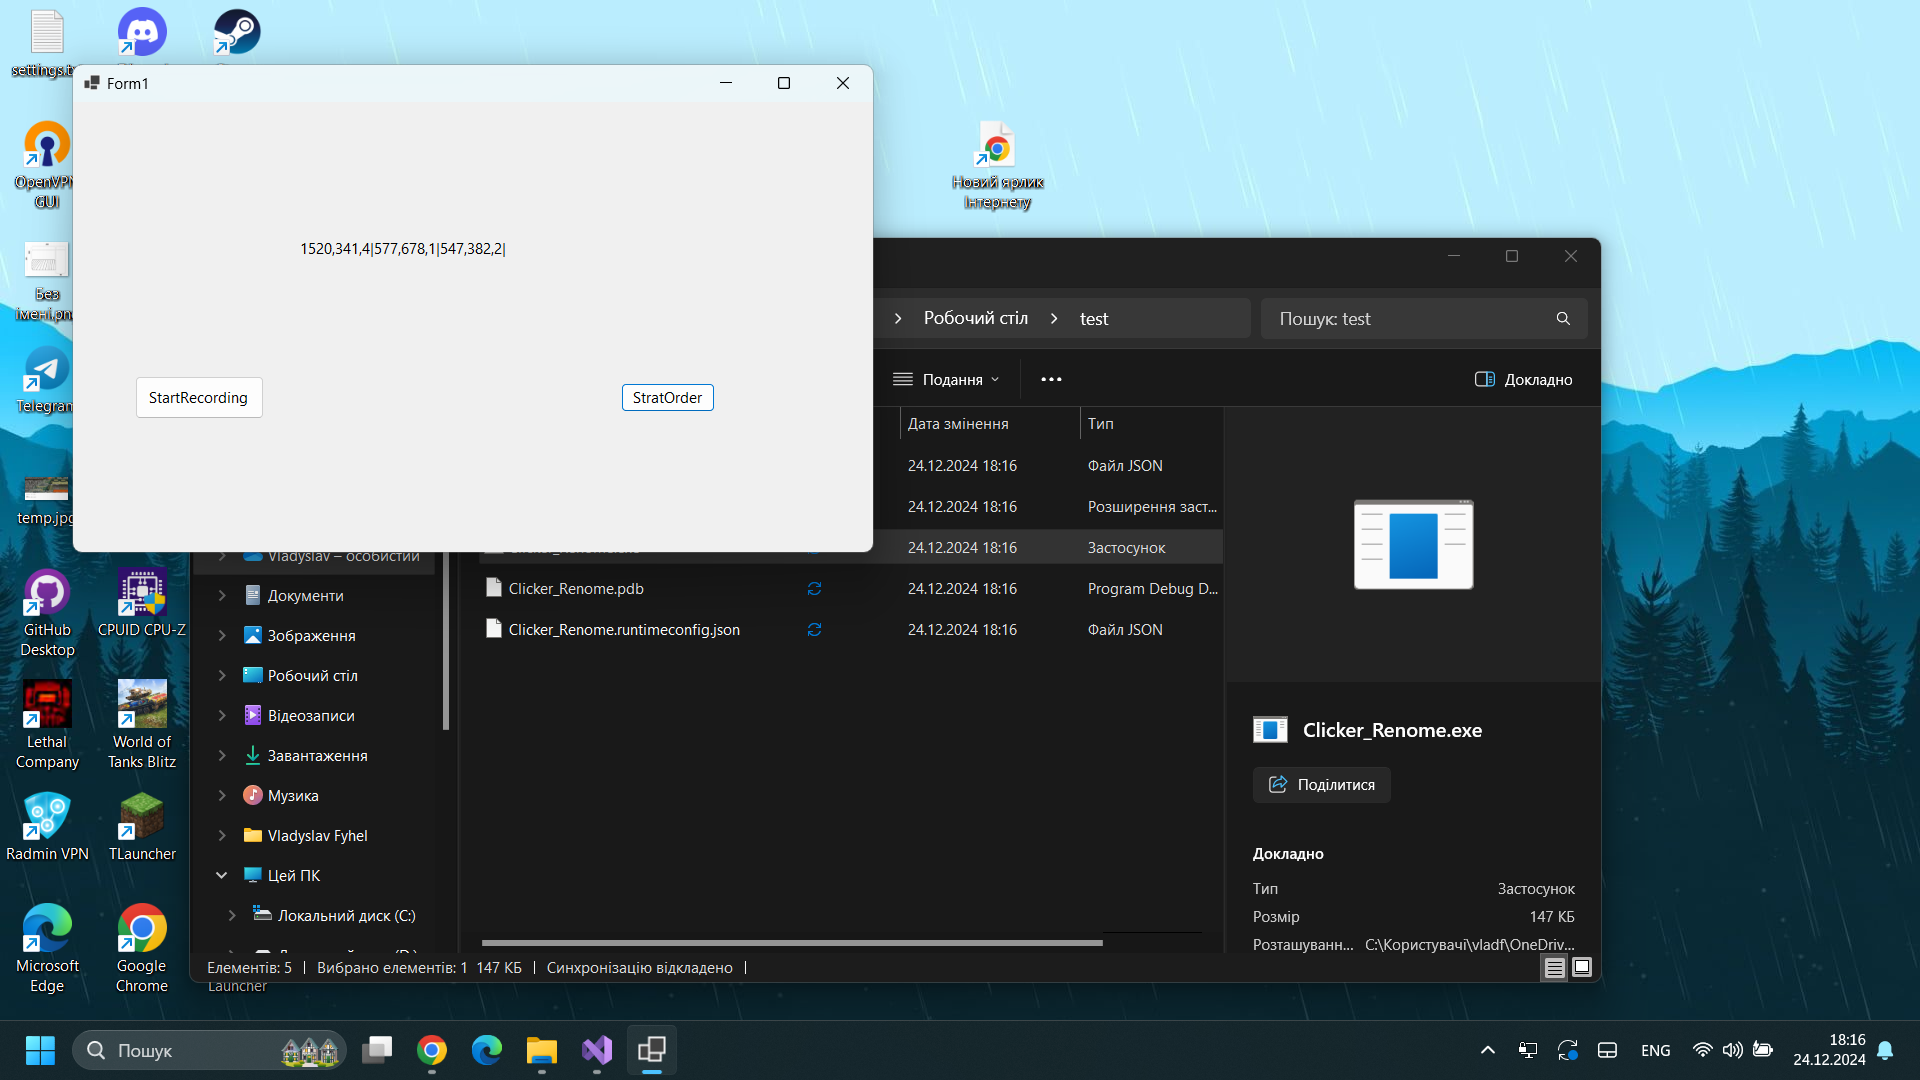 settings.t
OpenVPN
GUI
Без
імені.pn
Telegram
temp.jpg
Form1
1520,341,4|577,678,1|547,382,2|
StartRecording
StratOrder
Новий ярлик
Інтернету
Робочий стіл
test
Пошук: test
Подання
Докладно
Дата змінення
Тип
24.12.2024 18:16
Файл JSON
24.12.2024 18:16
Розширення заст...
24.12.2024 18:16
Застосунок
Clicker_Renome.pdb
24.12.2024 18:16
Program Debug D...
Clicker_Renome.runtimeconfig.json
24.12.2024 18:16
Файл JSON
Vladyslav – особистий
Документи
Зображення
Робочий стіл
Відеозаписи
Завантаження
Музика
Vladyslav Fyhel
Цей ПК
Локальний диск (C:)
Clicker_Renome.exe
Поділитися
Докладно
Тип
Застосунок
Розмір
147 КБ
Розташуванн...
C:\Користувачі\vladf\OneDriv...
Елементів: 5
Вибрано елементів: 1 147 КБ
Синхронізацію відкладено
GitHub
Desktop
CPUID CPU-Z
Lethal
Company
World of
Tanks Blitz
Radmin VPN
TLauncher
Microsoft
Edge
Google
Chrome
Launcher
Пошук
ENG
18:16
24.12.2024